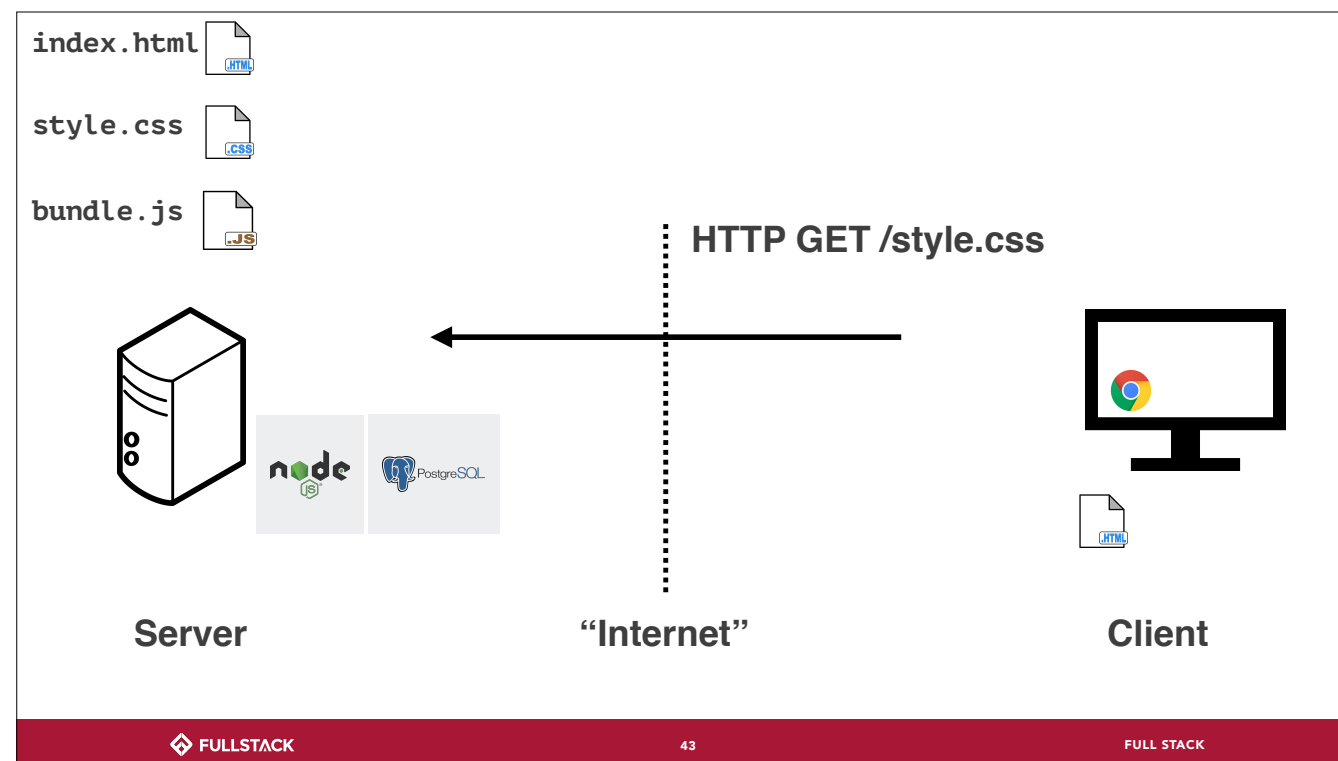 index.html
.HTML
style.css
.CSS
bundle.js
.JS
HTTP GET /style.css
node
JS
PostgreSQL
.HTML
Server
“Internet”
Client
FULLSTACK
43
FULL STACK